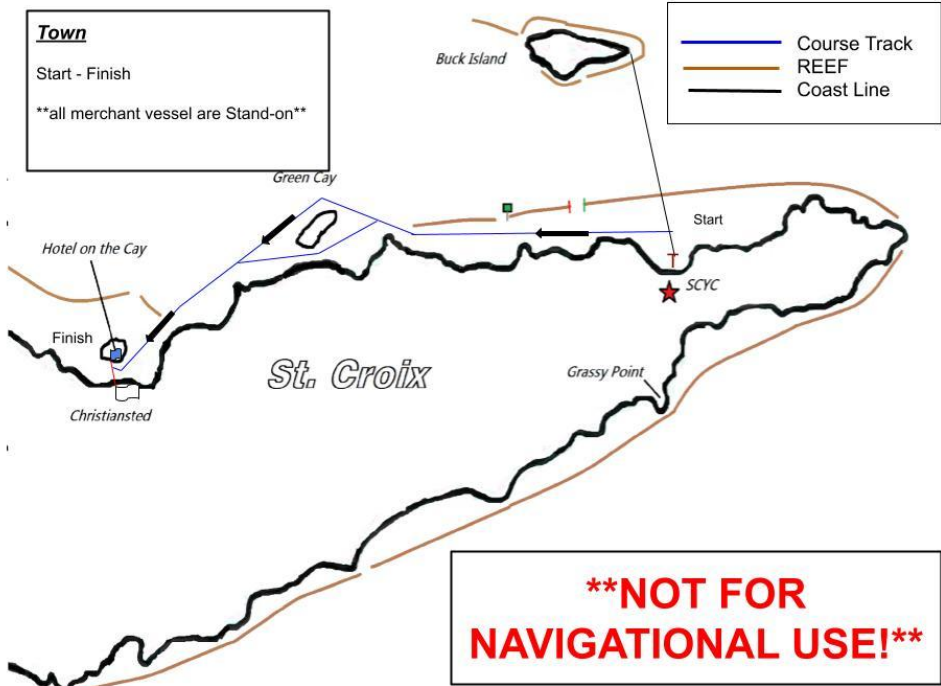 Town
Start - Finish
**all merchant vessel are Stand-on**
Buck Island
Course Track
REEF
Coast Line
Green Cay
Hotel on the Cay
Start
SCYC
Finish
St. Croix
Grassy Point
Christiansted
**NOT FOR
NAVIGATIONAL USE!**